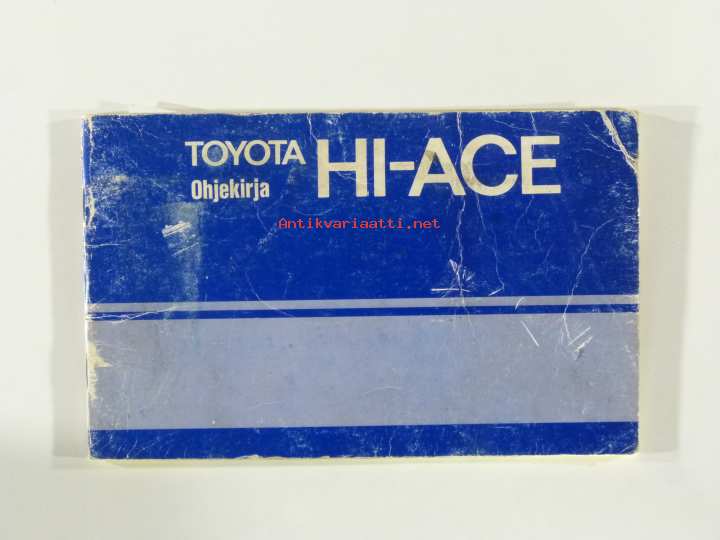 TOYOTA HI-ACE
Ohjekirja
Antikvariaatti.net